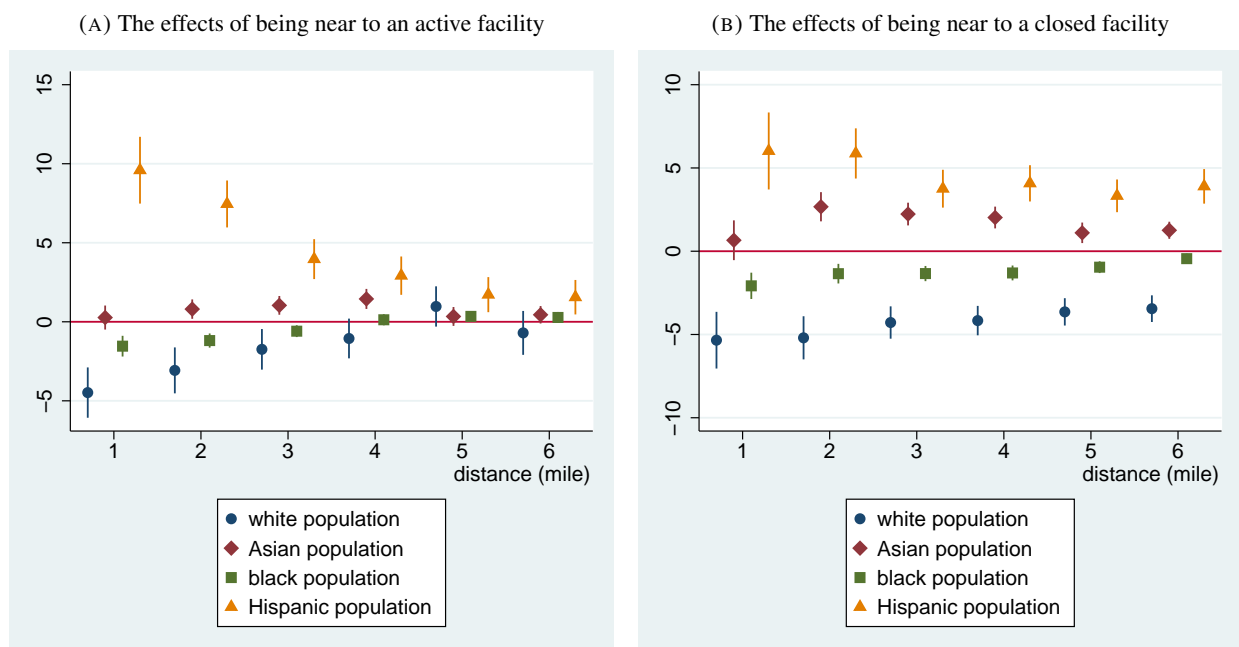 (A) The effects of being near to an active facility
15
10
5
0
−5
1 2 3 4 5 6
distance (mile)
white population
Asian population
black population
Hispanic population
(B) The effects of being near to a closed facility
10
5
0
−5
−10
1 2 3 4 5 6
distance (mile)
white population
Asian population
black population
Hispanic population